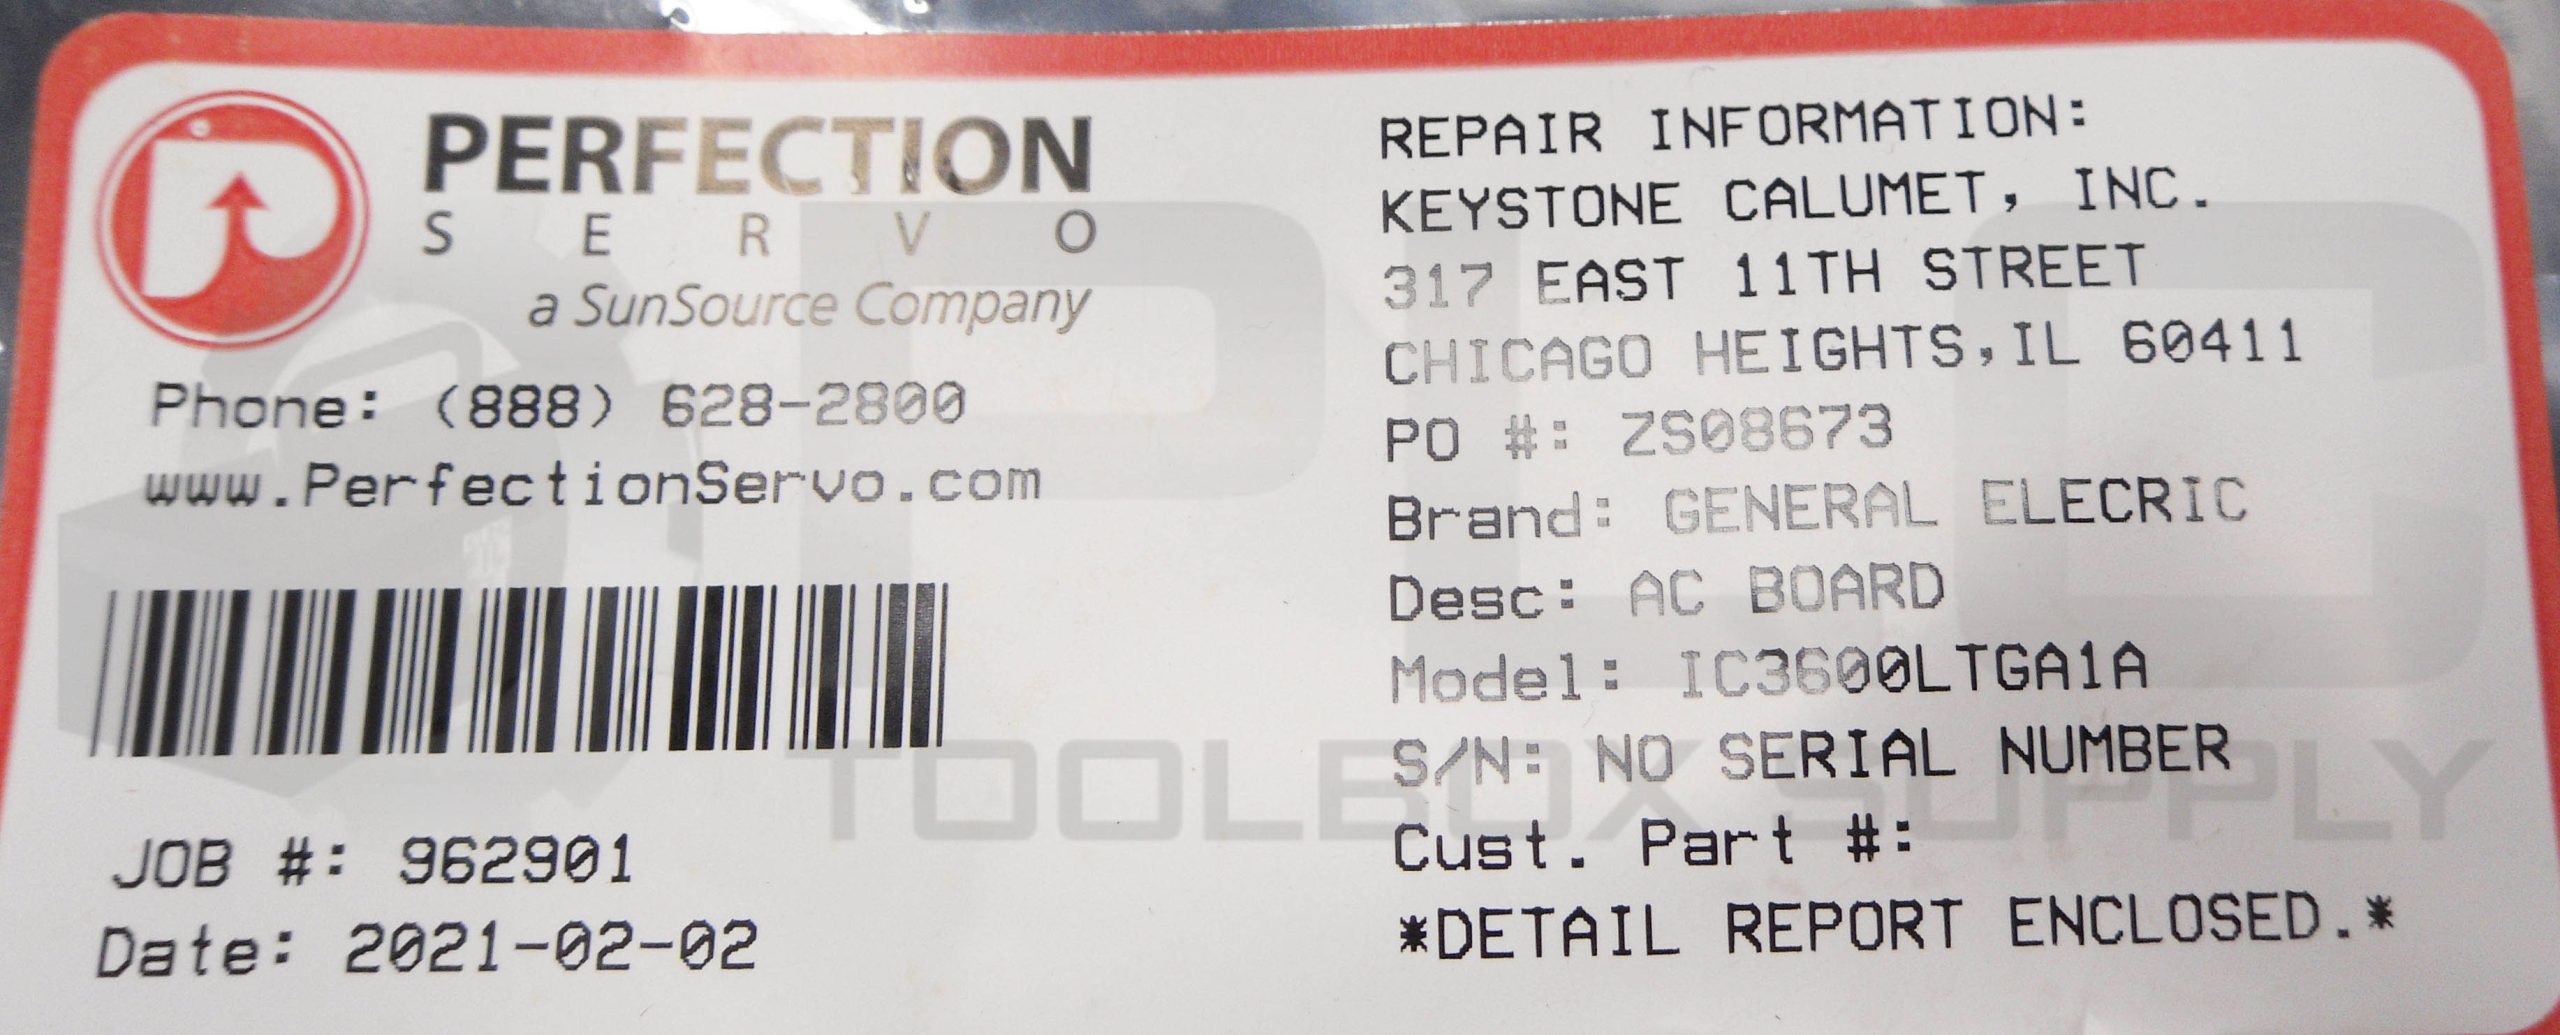 PERFECTION
SERVO
a SunSource Company
Phone: (888) 628-2800
www.PerfectionServo.com
JOB #: 962901
Date: 2021-02-02
REPAIR INFORMATION:
KEYSTONE CALUMET, INC.
317 EAST 11TH STREET
CHICAGO HEIGHTS,IL 60411
PO #: ZS08673
Brand: GENERAL ELECRIC
Desc: AC BOARD
Model: IC3600LTGA1A
S/N: NO SERIAL NUMBER
Cust. Part #:
*DETAIL REPORT ENCLOSED.*
PLC
TOOLBOX SUPPLY